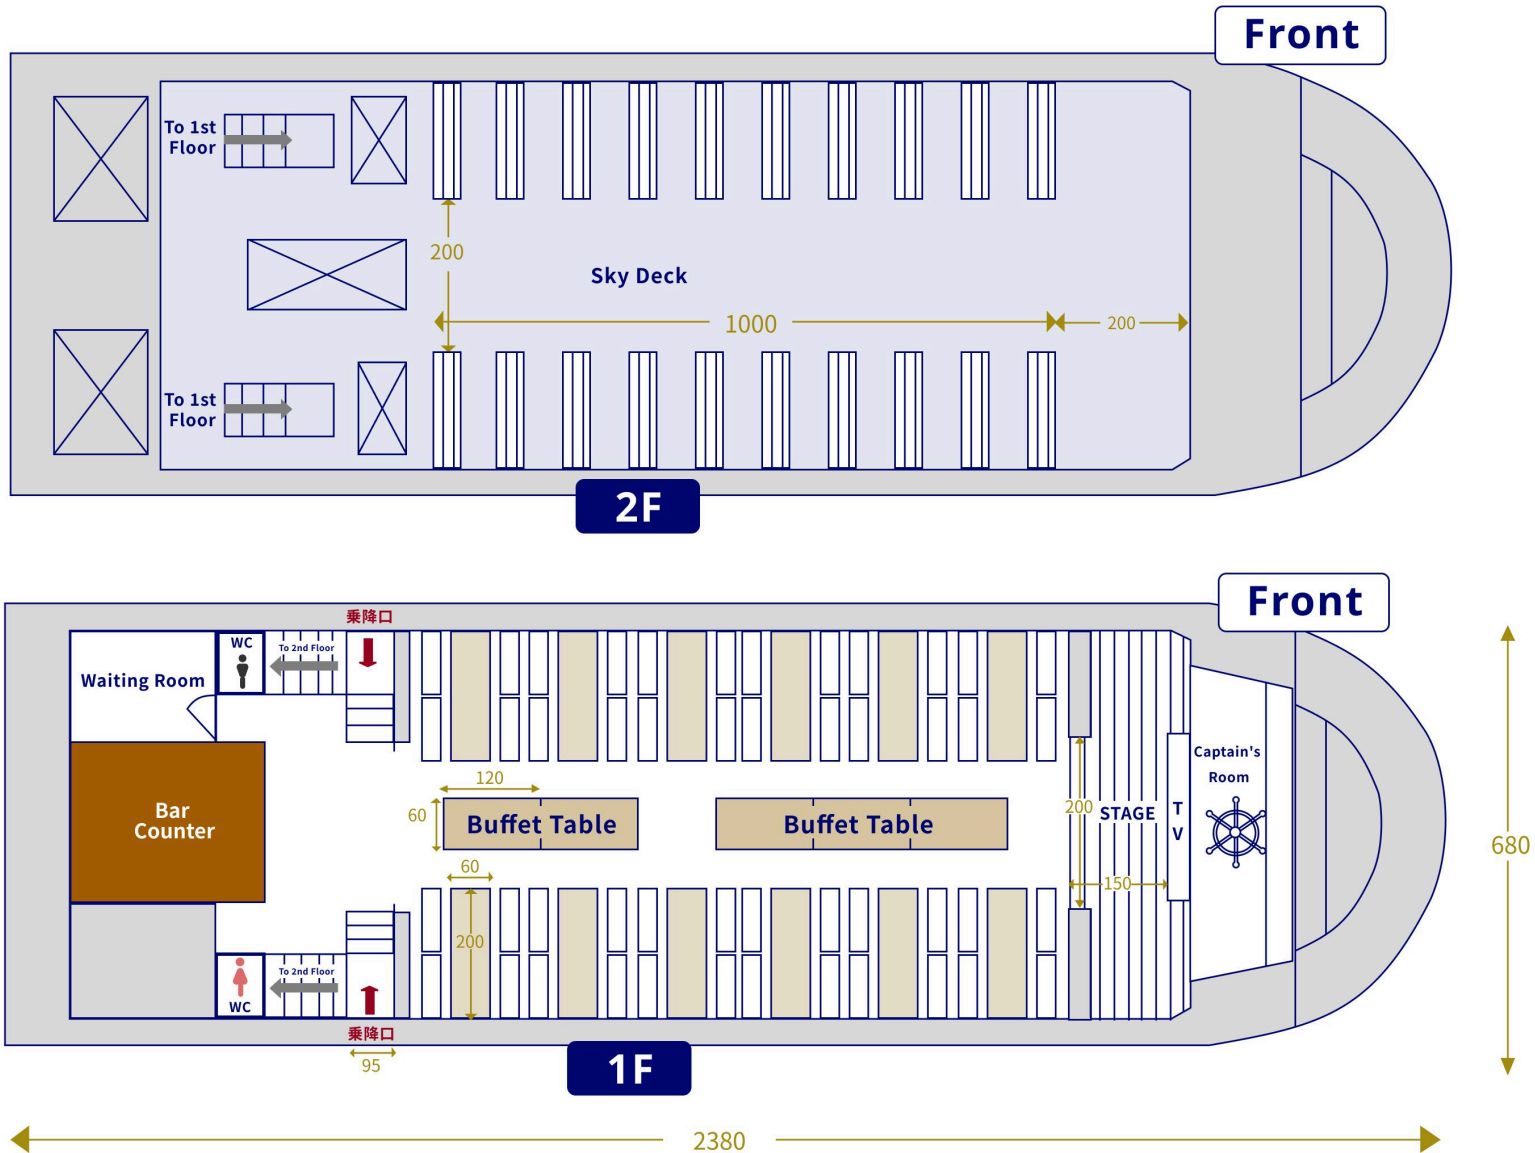 Front
To 1st
Floor
200
Sky Deck
1000
200
To 1st
Floor
2F
Front
乗降口
WC
To 2nd Floor
Waiting Room
Captain's
Room
120
60
Buffet Table
Buffet Table
200
STAGE
T
V
Bar
Counter
60
150
680
200
To 2nd Floor
WC
乗降口
95
1F
2380